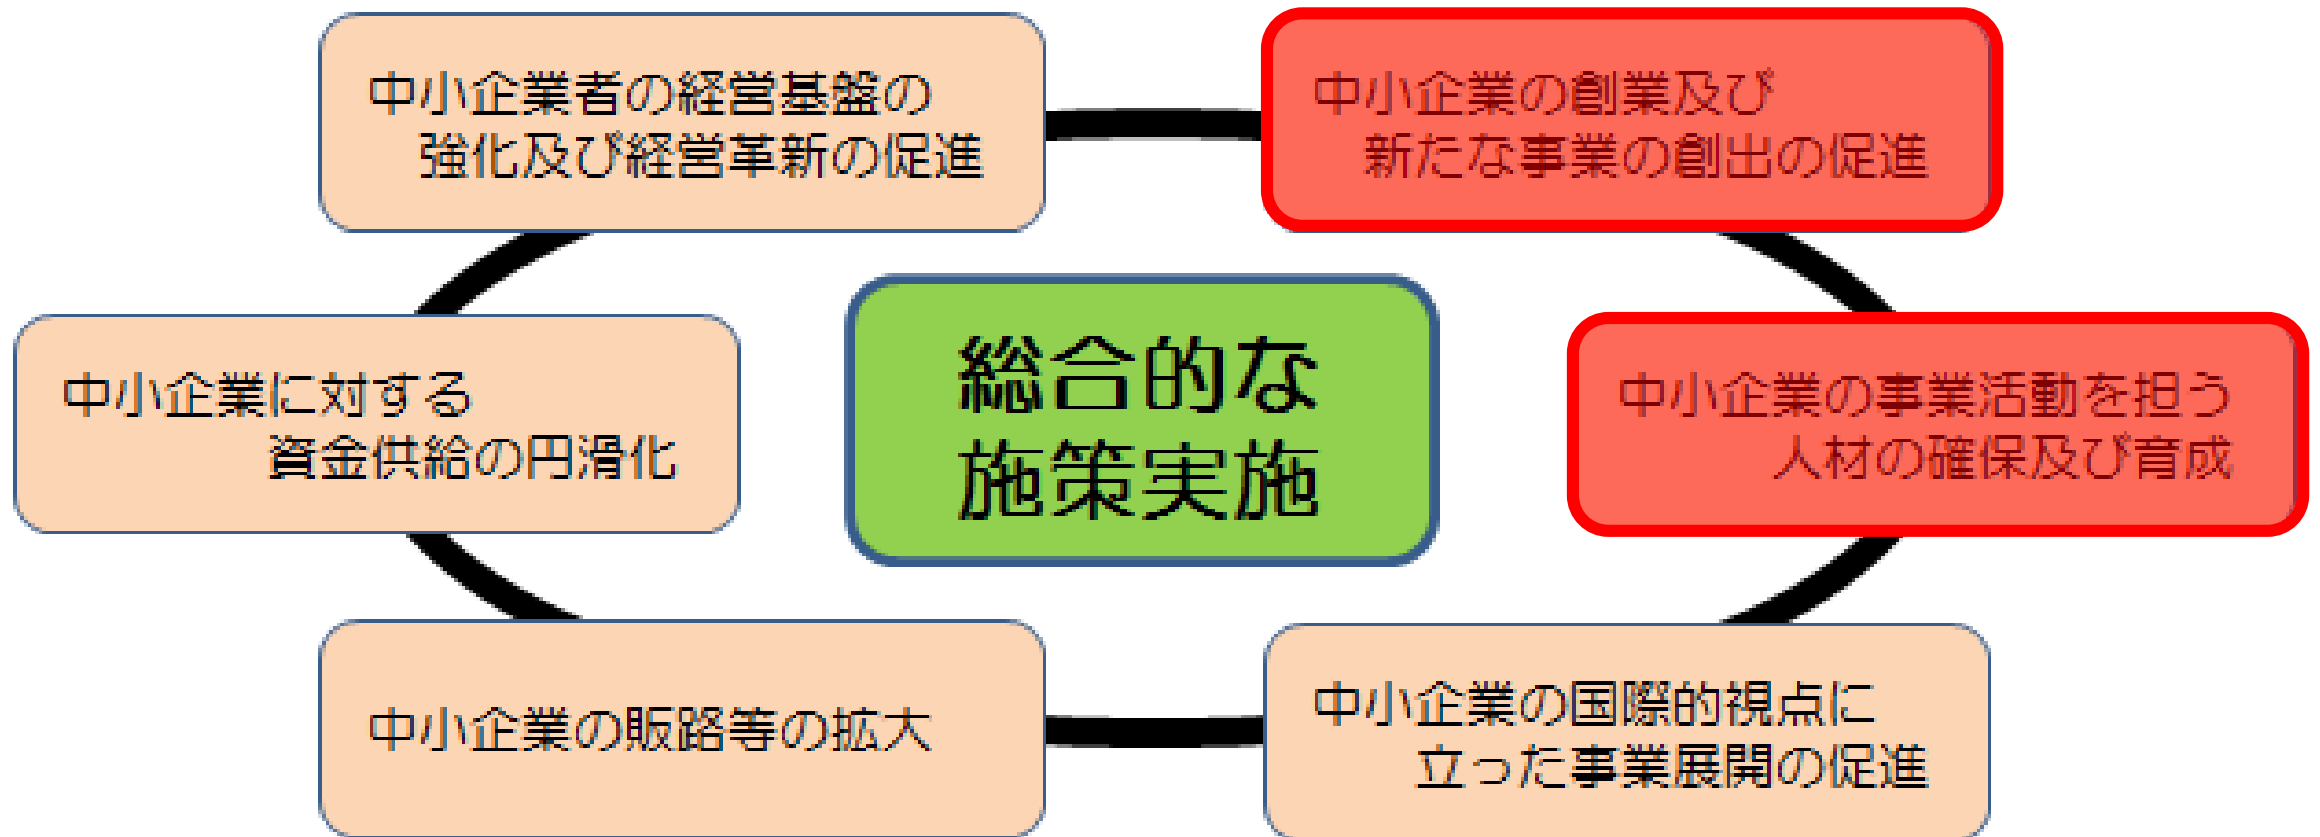 中小企業者の経営基盤の
強化及び経営革新の促進
中小企業の創業及び
新たな事業の創出の促進
中小企業に対する
資金供給の円滑化
総合的な
施策実施
中小企業の事業活動を担う
人材の確保及び育成
中小企業の販路等の拡大
中小企業の国際的視点に
立った事業展開の促進